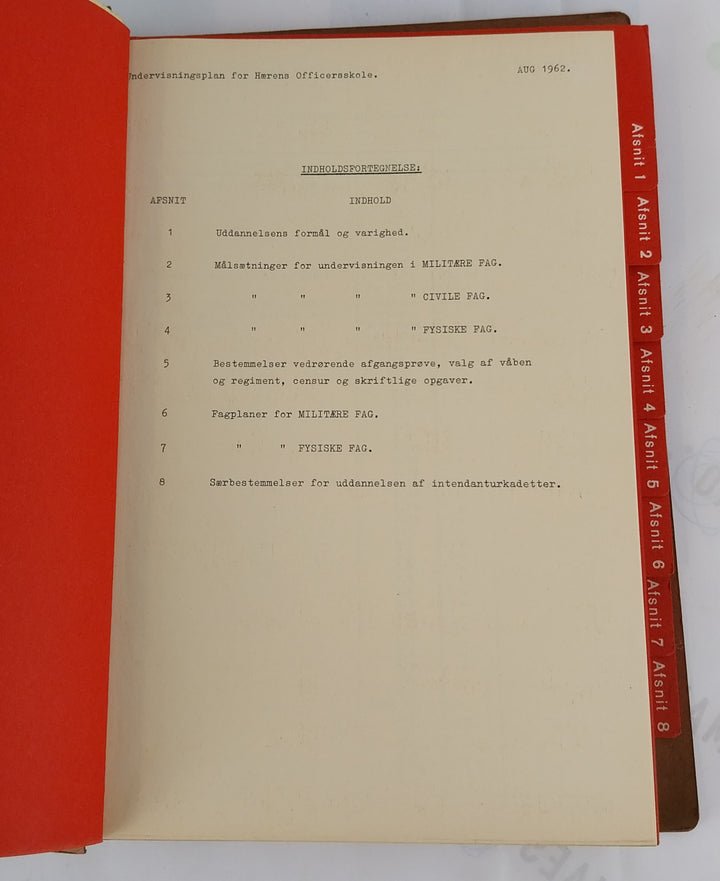 Undervisningsplan for Hærens Officersskole. AUG 1962.
INDHOLDSFORTEGNELSE:
AFSNIT INDHOLD
1 Uddannelsens formål og varighed.
2 Målsætninger for undervisningen i MILITÆRE FAG.
3 " " " " CIVILE FAG.
4 " " " " FYSISKE FAG.
5 Bestemmelser vedrørende afgangsprøve, valg af våben
og regiment, censur og skriftlige opgaver.
6 Fagplaner for MILITÆRE FAG.
7 " " FYSISKE FAG.
8 Særbestemmelser for uddannelsen af intendanturkadetter.
Afsnit 1
Afsnit 2
Afsnit 3
Afsnit 4
Afsnit 5
Afsnit 6
Afsnit 7
Afsnit 8